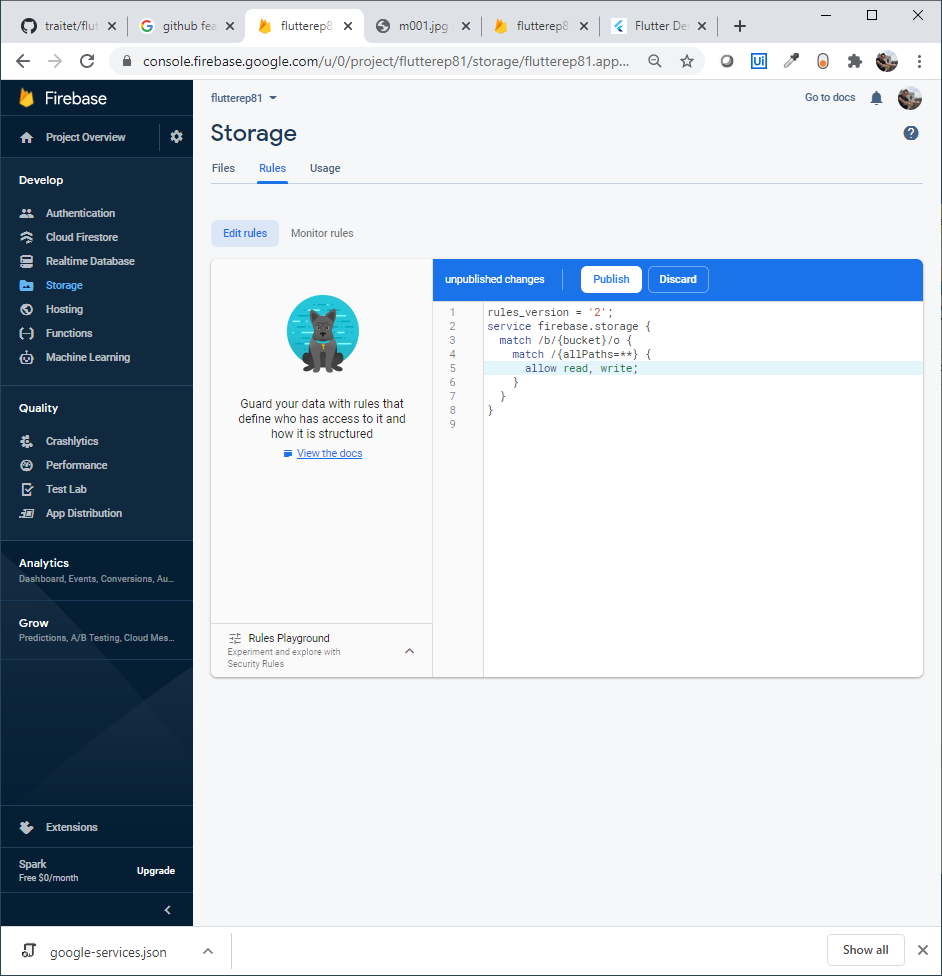 traitet/flut
github fea
flutterep8
m001.jpg
flutterep8
Flutter De
console.firebase.google.com/u/0/project/flutterep81/storage/flutterep81.app...
Ui
Firebase
Project Overview
Develop
Authentication
Cloud Firestore
Realtime Database
Storage
Hosting
Functions
Machine Learning
Quality
Crashlytics
Performance
Test Lab
App Distribution
Analytics
Dashboard, Events, Conversions, Au...
Grow
Predictions, A/B Testing, Cloud Mes...
Extensions
Spark
Free $0/month
Upgrade
flutterep81
Go to docs
Storage
Files Rules Usage
Edit rules Monitor rules
Guard your data with rules that
define who has access to it and
how it is structured
View the docs
Rules Playground
Experiment and explore with
Security Rules
unpublished changes Publish Discard
1 rules_version = '2';
2 service firebase.storage {
3 match /b/{bucket}/o {
4 match /{allPaths=**} {
5 allow read, write;
6 }
7 }
8 }
9
google-services.json
Show all